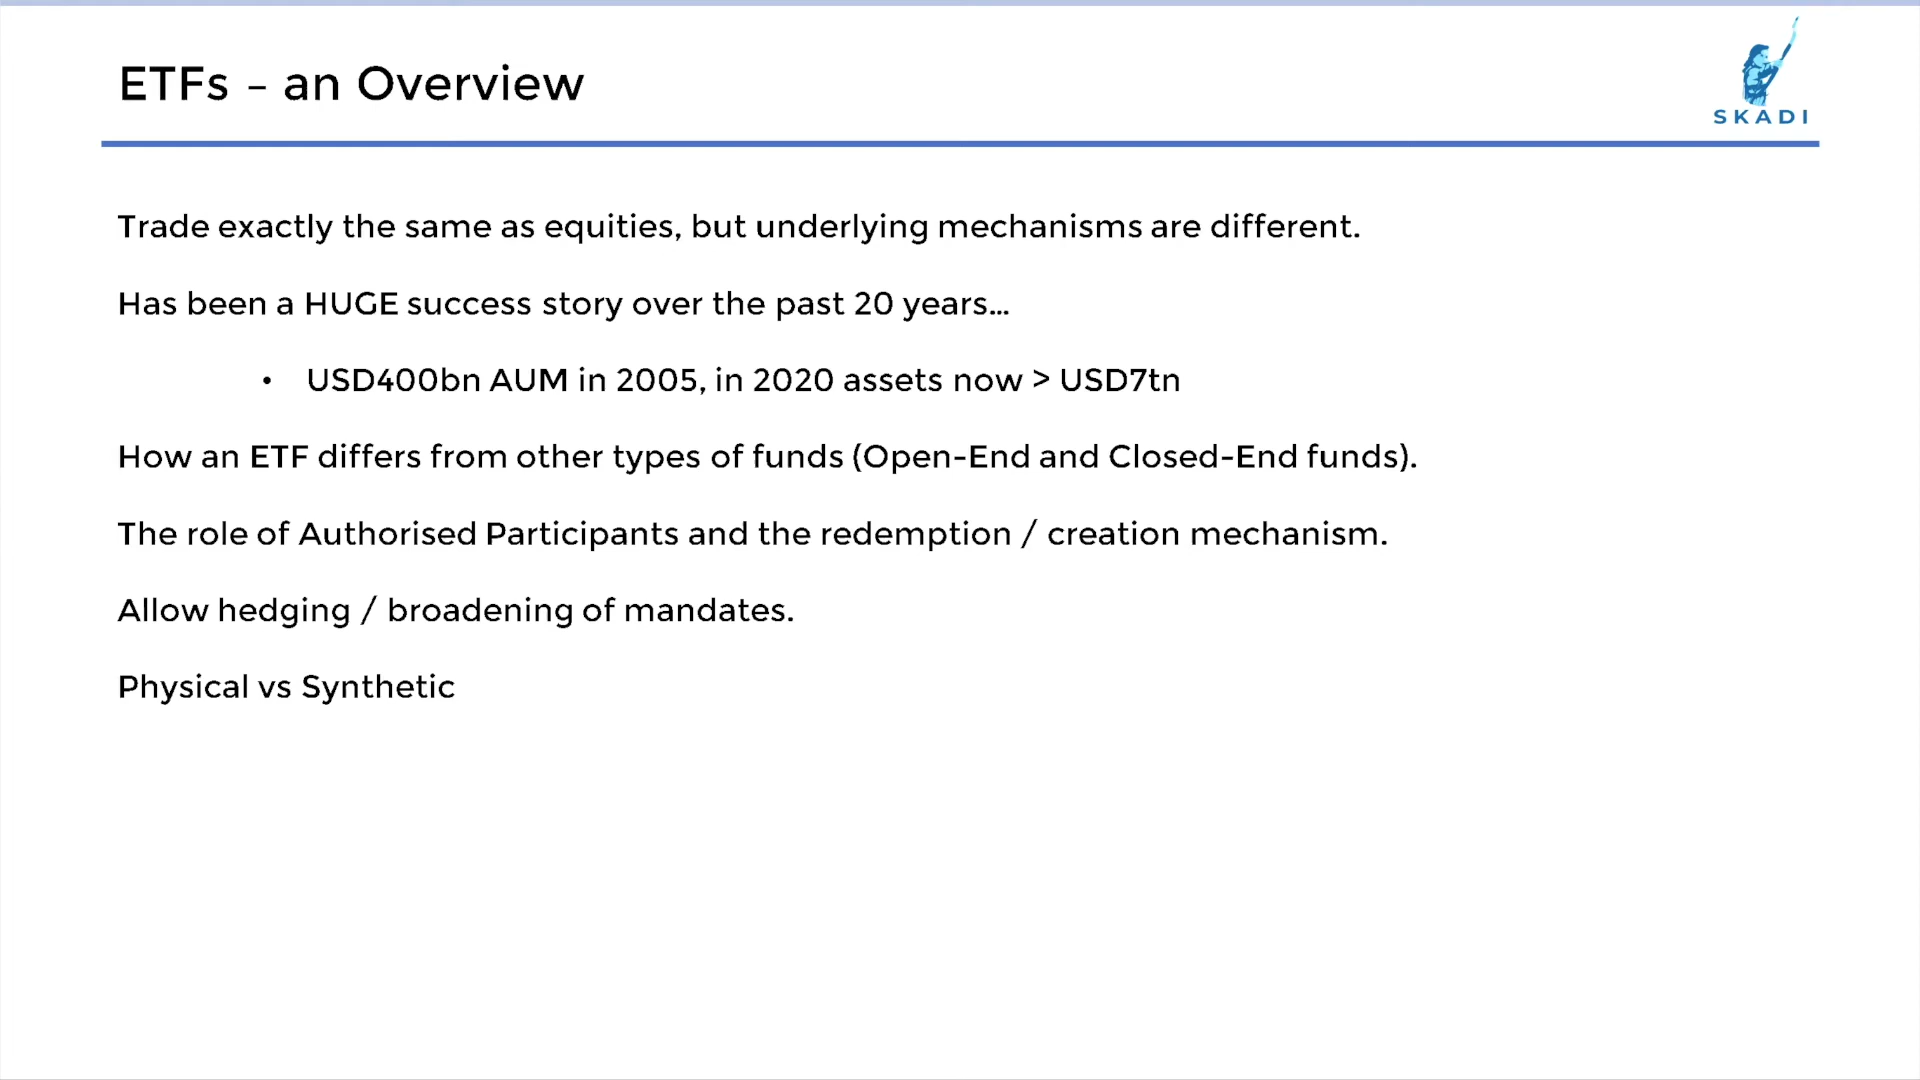 ETFs – an Overview
SKADI
Trade exactly the same as equities, but underlying mechanisms are different.
Has been a HUGE success story over the past 20 years...
• USD400bn AUM in 2005, in 2020 assets now > USD7tn
How an ETF differs from other types of funds (Open-End and Closed-End funds).
The role of Authorised Participants and the redemption / creation mechanism.
Allow hedging / broadening of mandates.
Physical vs Synthetic